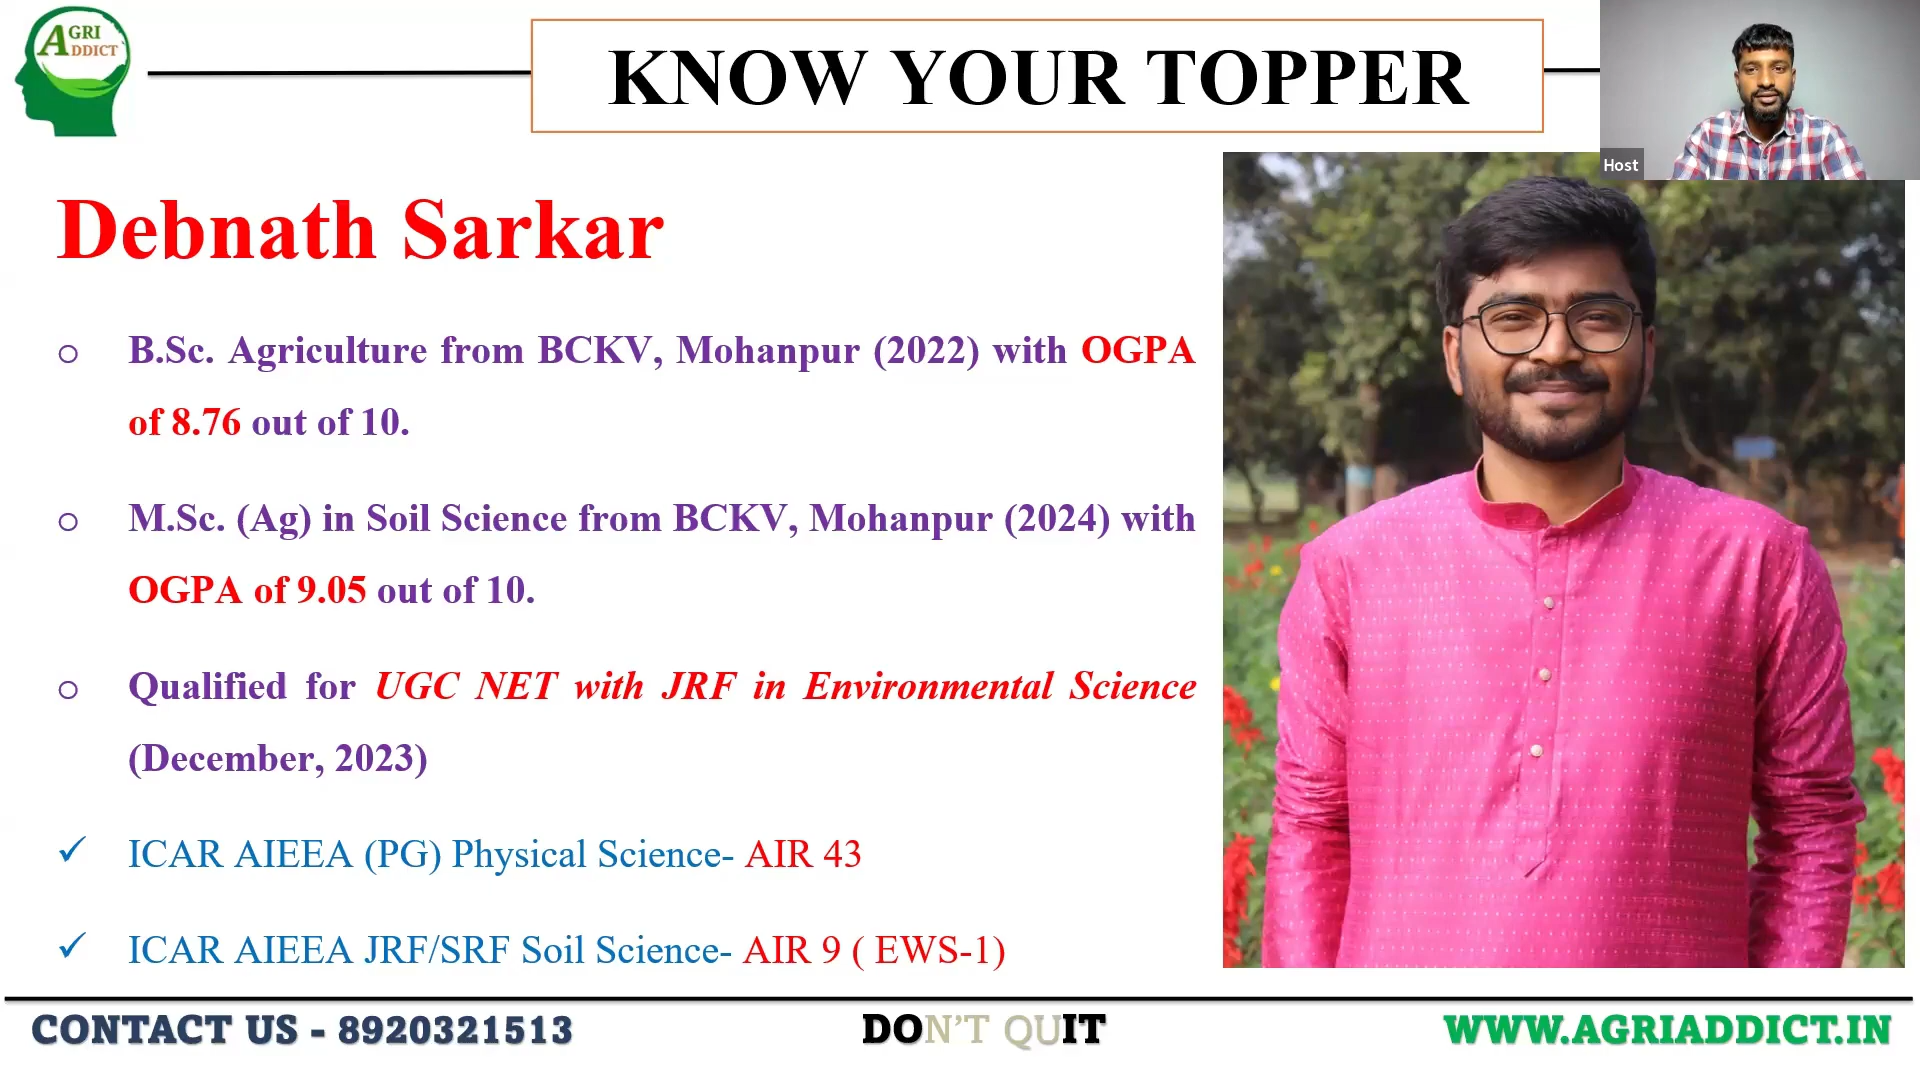 AGRI
ADDICT
KNOW YOUR TOPPER
Host
Debnath Sarkar
o B.Sc. Agriculture from BCKV, Mohanpur (2022) with OGPA
of 8.76 out of 10.
o M.Sc. (Ag) in Soil Science from BCKV, Mohanpur (2024) with
OGPA of 9.05 out of 10.
o Qualified for UGC NET with JRF in Environmental Science
(December, 2023)
✓ ICAR AIEEA (PG) Physical Science- AIR 43
✓ ICAR AIEEA JRF/SRF Soil Science- AIR 9 ( EWS-1)
CONTACT US - 8920321513
DON'T QUIT
WWW.AGRIADDICT.IN